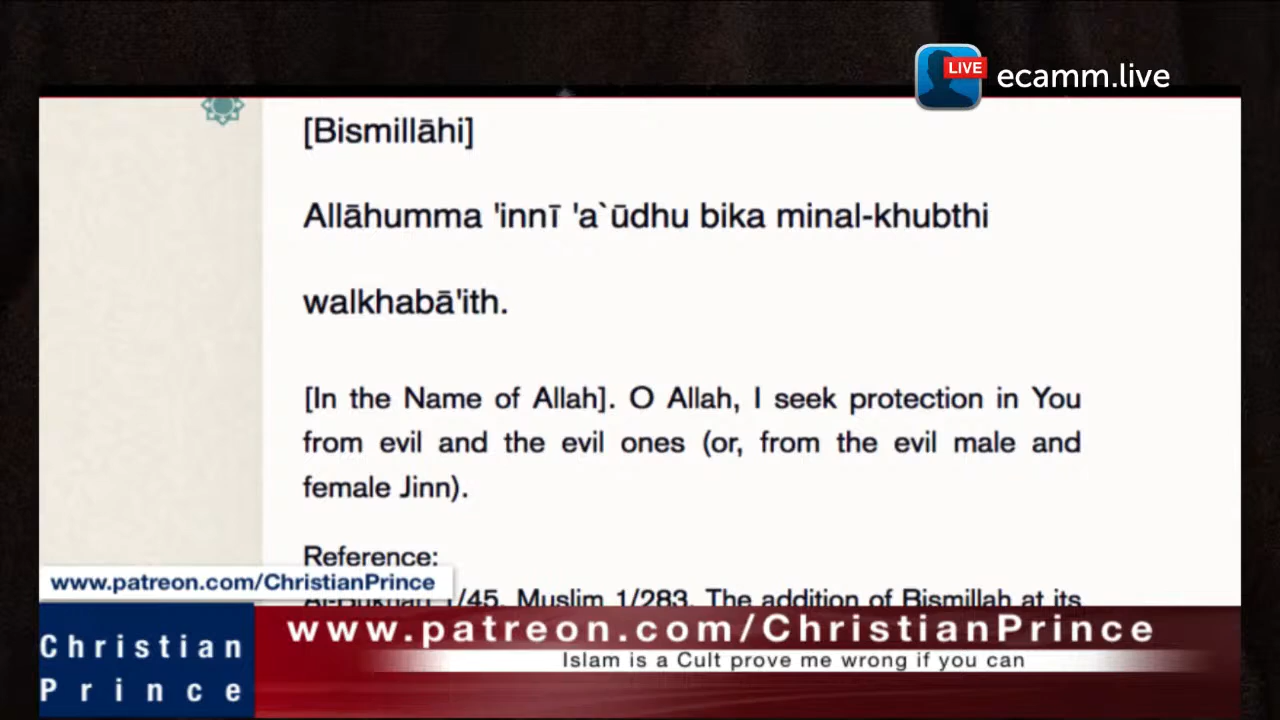 LIVE
ecamm.live
[Bismillāhi]
Allāhumma 'innī 'a`ūdhu bika minal-khubthi
walkhabā'ith.
[In the Name of Allah]. O Allah, I seek protection in You
from evil and the evil ones (or, from the evil male and
female Jinn).
Reference:
1/45, Muslim 1/283. The addition of Bismillah at its
www.patreon.com/ChristianPrince
www.patreon.com/ChristianPrince
Islam is a Cult prove me wrong if you can
Christian
Prince